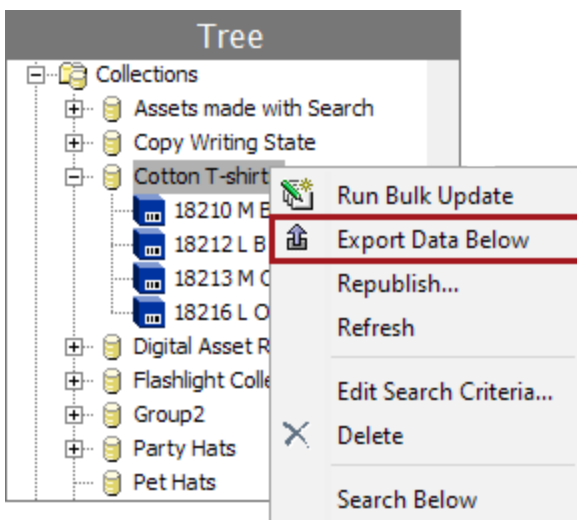 Tree
Collections
Assets made with Search
Copy Writing State
Cotton T-shirt
18210 M
18212 L B
18213 M
18216 L
Digital Asset
Flashlight
Group2
Party Hats
Pet Hats
Run Bulk Update
Export Data Below
Republish...
Refresh
Edit Search Criteria...
Delete
Search Below